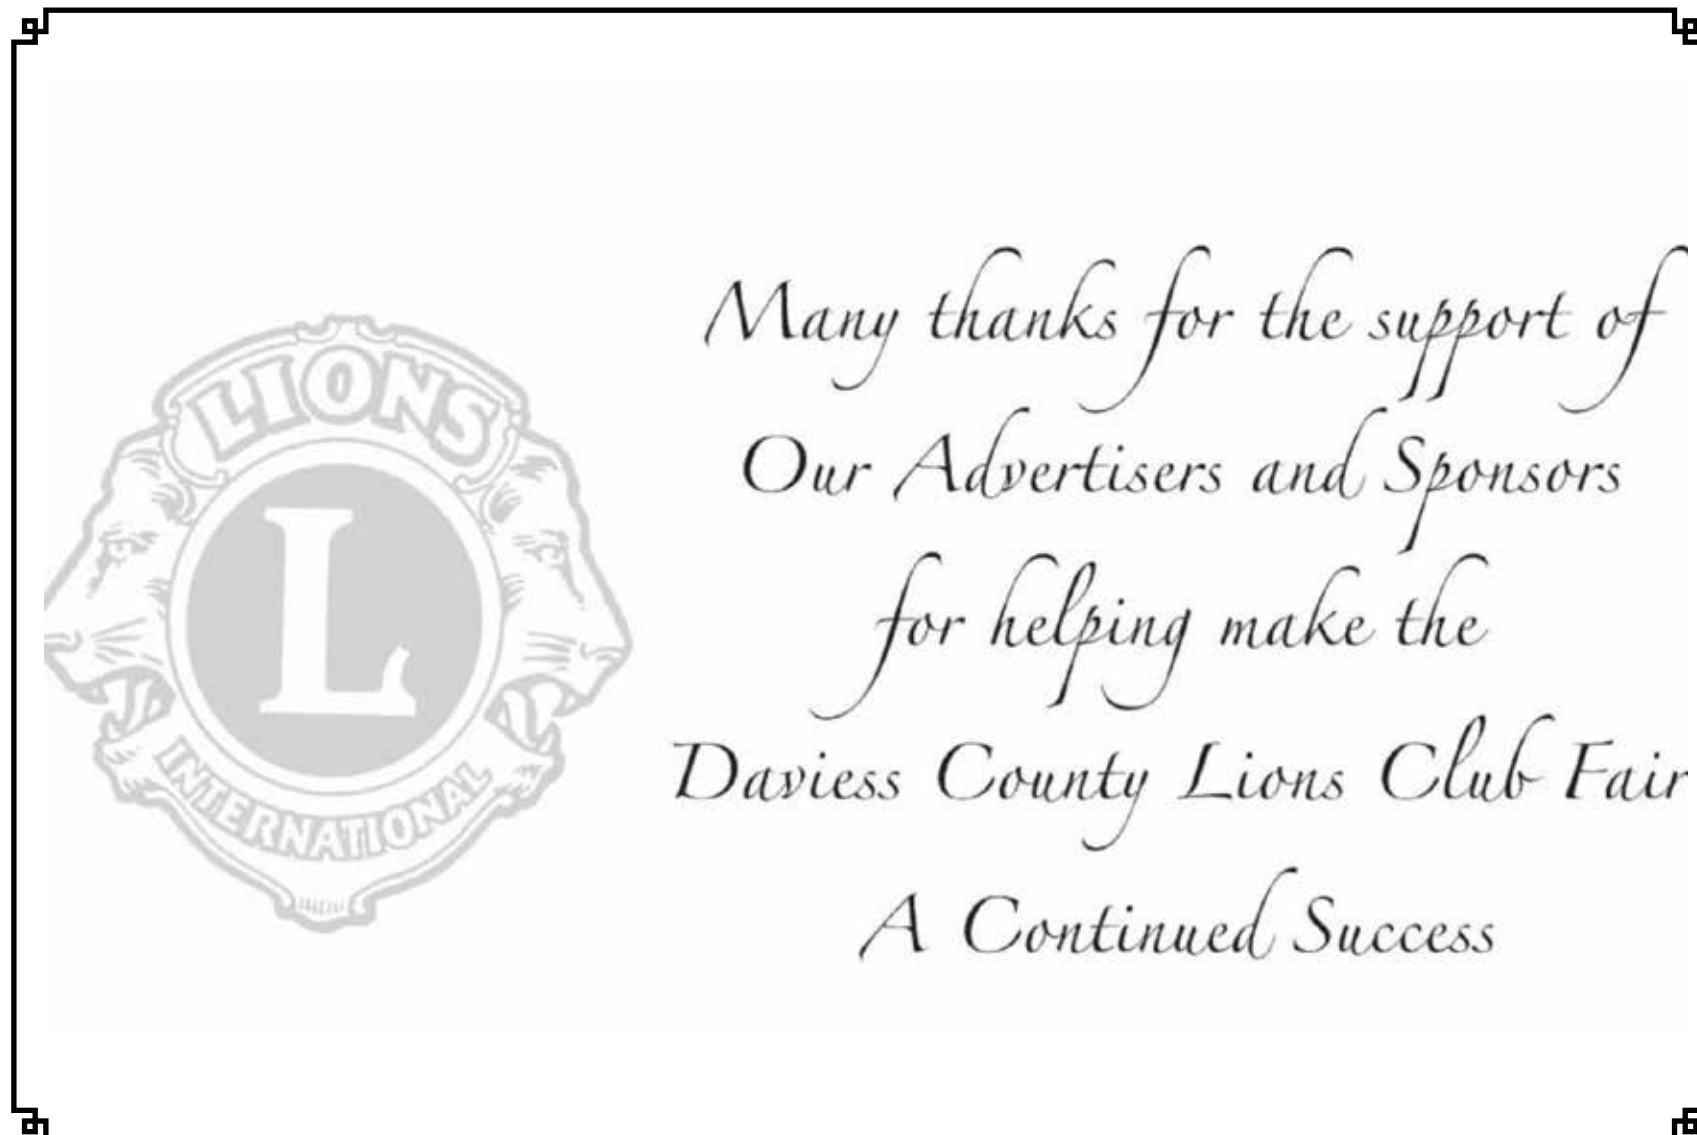 LIONS
L
INTERNATIONAL
Many thanks for the support of
Our Advertisers and Sponsors
for helping make the
Daviess County Lions Club Fair
A Continued Success